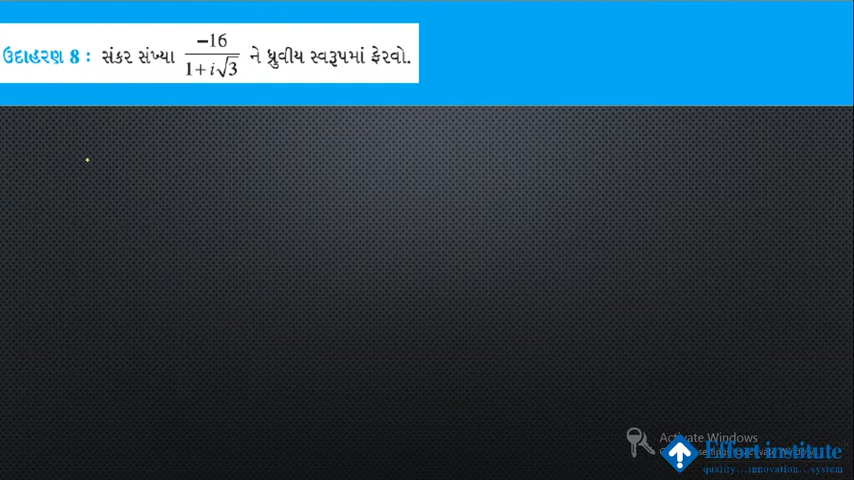 ઉદાહરણ 8 : સંકર સંખ્યા -16 / 1 + i√3 ને ધ્રુવીય સ્વરૂપમાં ફેરવો.
Activate Windows
Effort institute
quality...innovation...system